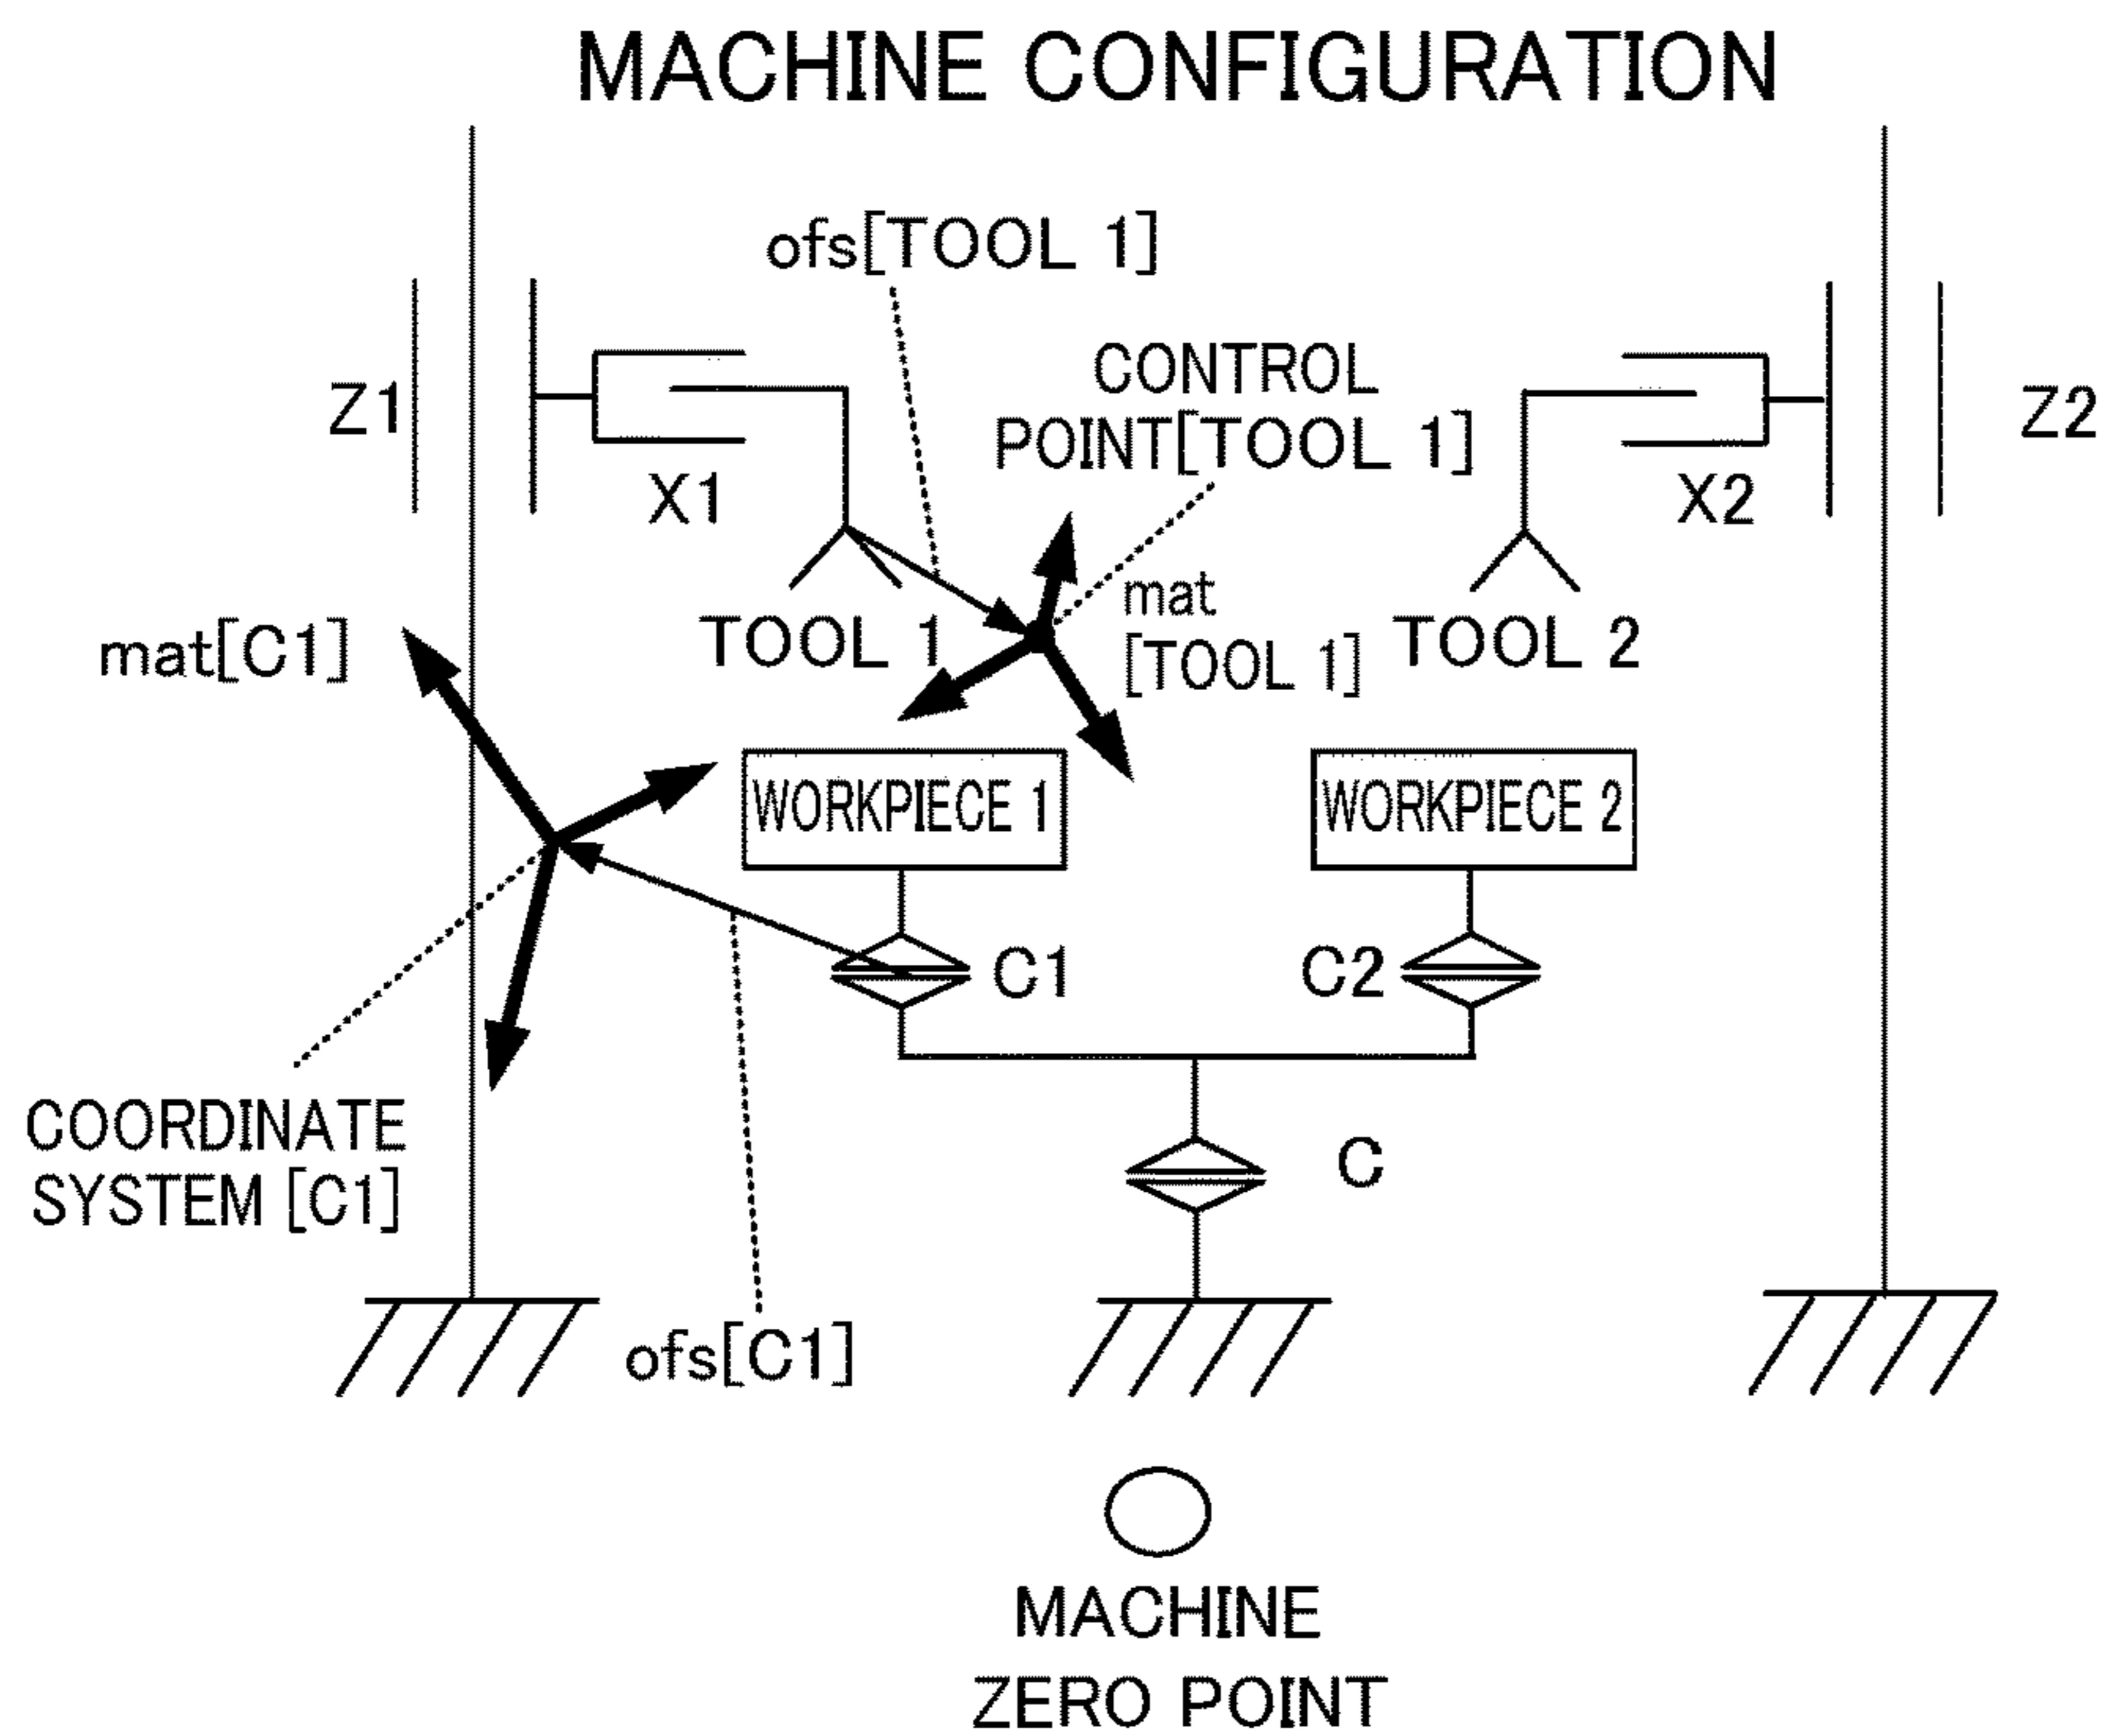 MACHINE CONFIGURATION
ofs[TOOL 1]
CONTROL
POINT[TOOL 1]
Z1
X1
X2
Z2
mat
[TOOL 1]
TOOL 1
TOOL 2
mat[C1]
WORKPIECE 1
WORKPIECE 2
C1
C2
COORDINATE
SYSTEM [C1]
C
ofs[C1]
MACHINE
ZERO POINT